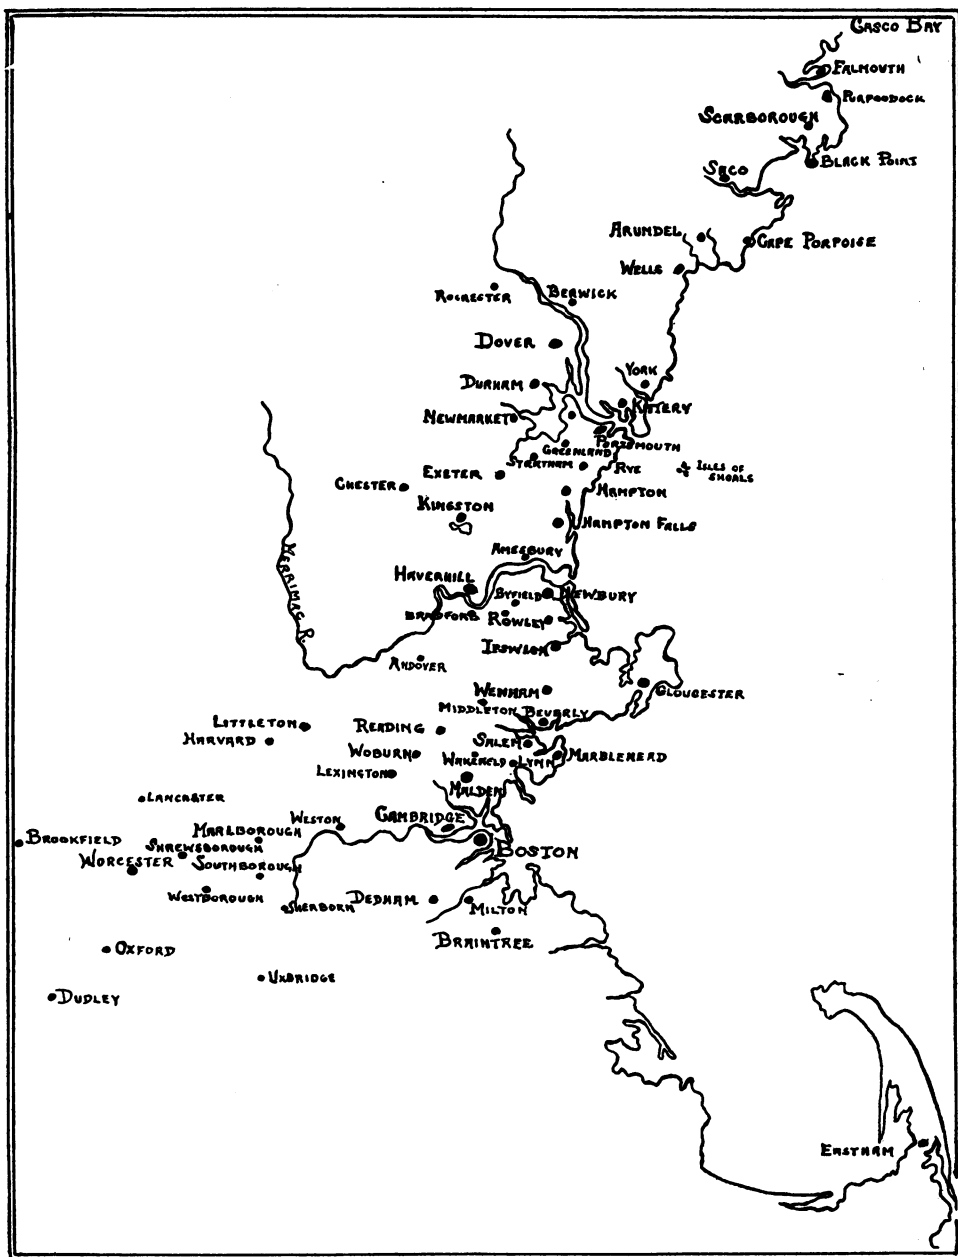 CASCO BAY
FALMOUTH
PURPOODOCK
SCARBOROUGH
BLACK POINT
SACO
ARUNDEL
CAPE PORPOISE
WELLS
ROCHESTER
BERWICK
DOVER
YORK
DURHAM
KITTERY
NEWMARKET
PORTSMOUTH
GREENLAND
STRATHAM
RYE
ISLES OF
SHOALS
EXETER
CHESTER
HAMPTON
KINGSTON
HAMPTON FALLS
AMESBURY
MERRIMAC R.
HAVERHILL
BYFIELD
NEWBURY
BRADFORD
ROWLEY
IPSWICH
ANDOVER
WENHAM
GLOUCESTER
MIDDLETON
BEVERLY
LITTLETON
READING
HARVARD
SALEM
WOBURN
WAKEFIELD
LYNN
MARBLEHEAD
LEXINGTON
MALDEN
LANCASTER
WESTON
CAMBRIDGE
MARLBOROUGH
BROOKFIELD
SHREWSBOROUGH
BOSTON
WORCESTER
SOUTHBOROUGH
WESTBOROUGH
SHERBORN
DEDHAM
MILTON
BRAINTREE
OXFORD
UXBRIDGE
DUDLEY
EASTHAM